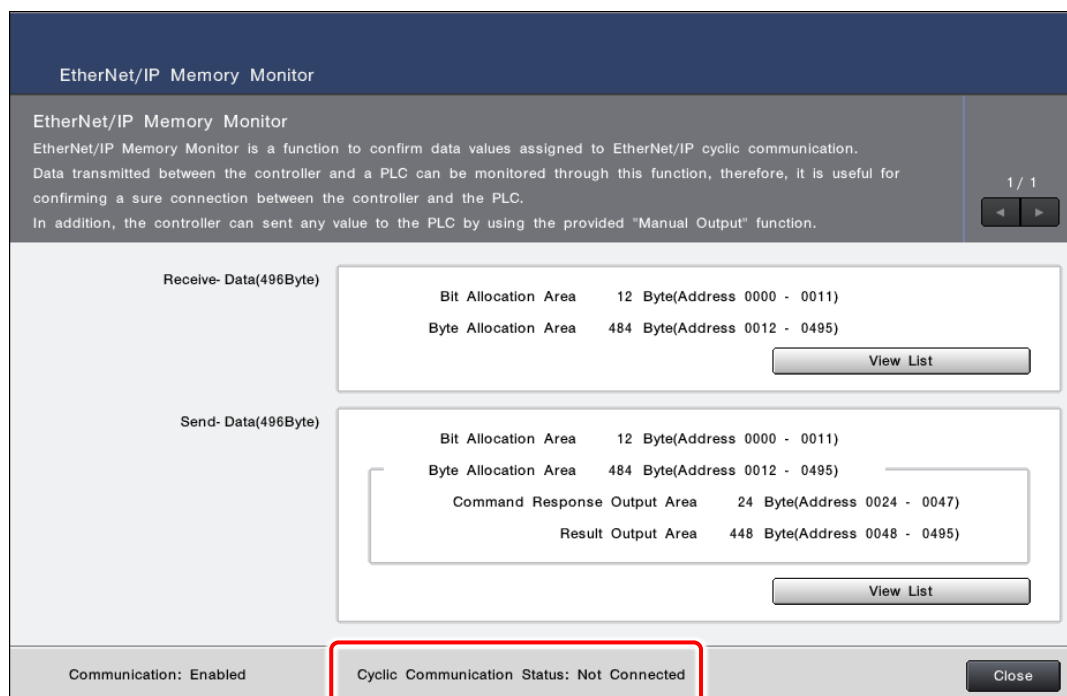 EtherNet/IP Memory Monitor
EtherNet/IP Memory Monitor
EtherNet/IP Memory Monitor is a function to confirm data values assigned to EtherNet/IP cyclic communication.
Data transmitted between the controller and a PLC can be monitored through this function, therefore, it is useful for
confirming a sure connection between the controller and the PLC.
In addition, the controller can sent any value to the PLC by using the provided "Manual Output" function.
1/ 1
◄ ►
Receive- Data(496Byte)
Bit Allocation Area 12 Byte(Address 0000 - 0011)
Byte Allocation Area 484 Byte(Address 0012 - 0495)
View List
Send- Data(496Byte)
Bit Allocation Area 12 Byte(Address 0000 - 0011)
Byte Allocation Area 484 Byte(Address 0012 - 0495)
Command Response Output Area 24 Byte(Address 0024 - 0047)
Result Output Area 448 Byte(Address 0048 - 0495)
View List
Communication: Enabled
Cyclic Communication Status: Not Connected
Close